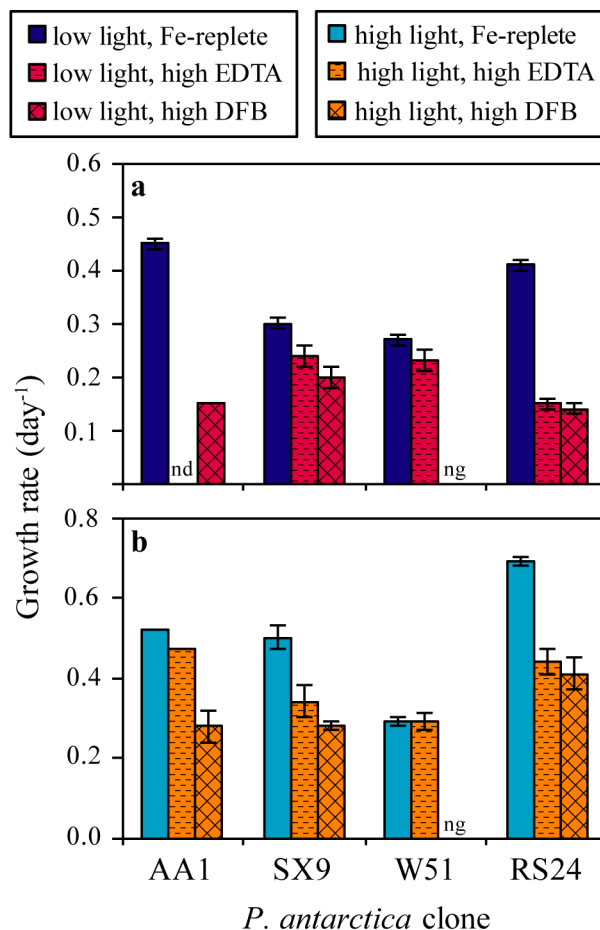 low light, Fe-replete
low light, high EDTA
low light, high DFB
high light, Fe-replete
high light, high EDTA
high light, high DFB
a
0.6
0.5
0.4
0.3
0.2
0.1
nd
ng
Growth rate (day⁻¹)
b
0.8
0.6
0.4
0.2
0.0
ng
AA1 SX9 W51 RS24
P. antarctica clone